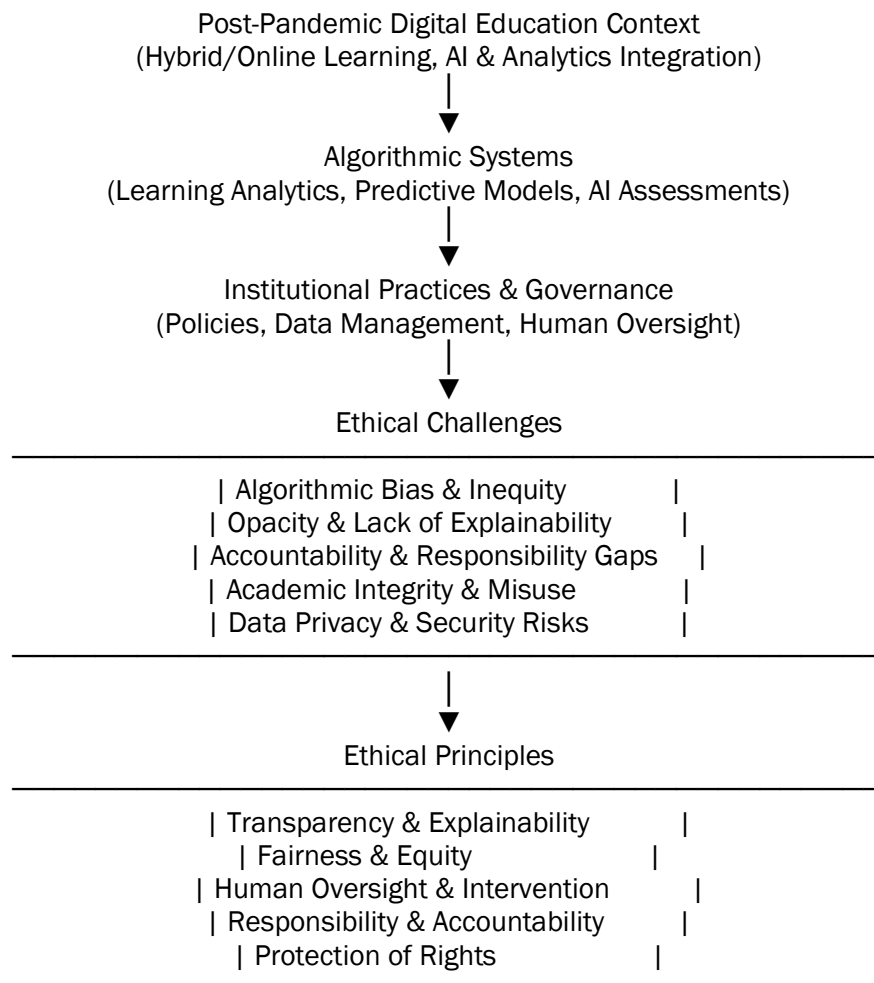 Post-Pandemic Digital Education Context
(Hybrid/Online Learning, AI & Analytics Integration)
Algorithmic Systems
(Learning Analytics, Predictive Models, AI Assessments)
Institutional Practices & Governance
(Policies, Data Management, Human Oversight)
Ethical Challenges
| Algorithmic Bias & Inequity |
| Opacity & Lack of Explainability |
| Accountability & Responsibility Gaps |
| Academic Integrity & Misuse |
| Data Privacy & Security Risks |
Ethical Principles
| Transparency & Explainability |
| Fairness & Equity |
| Human Oversight & Intervention |
| Responsibility & Accountability |
| Protection of Rights |